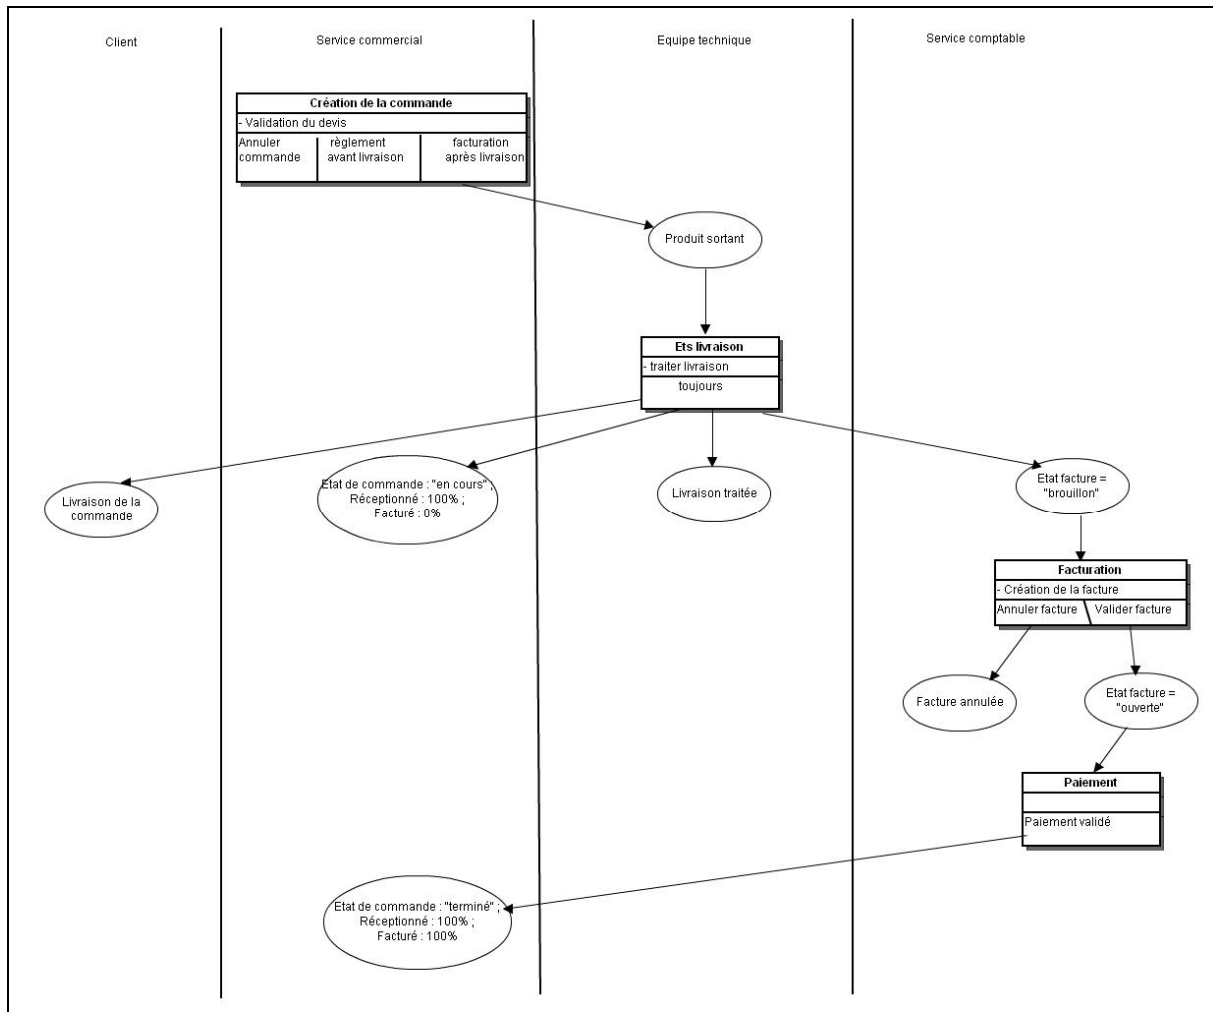 Client
Service commercial
Equipe technique
Service comptable
Création de la commande
- Validation du devis
Annuler
commande
règlement
avant livraison
facturation
après livraison
Produit sortant
Ets livraison
- traiter livraison
toujours
Livraison de la
commande
Etat de commande : "en cours" ;
Réceptionné : 100% ;
Facturé : 0%
Livraison traitée
Etat facture =
"brouillon"
Facturation
- Création de la facture
Annuler facture
Valider facture
Facture annulée
Etat facture =
"ouverte"
Paiement
Paiement validé
Etat de commande : "terminé" ;
Réceptionné : 100% ;
Facturé : 100%